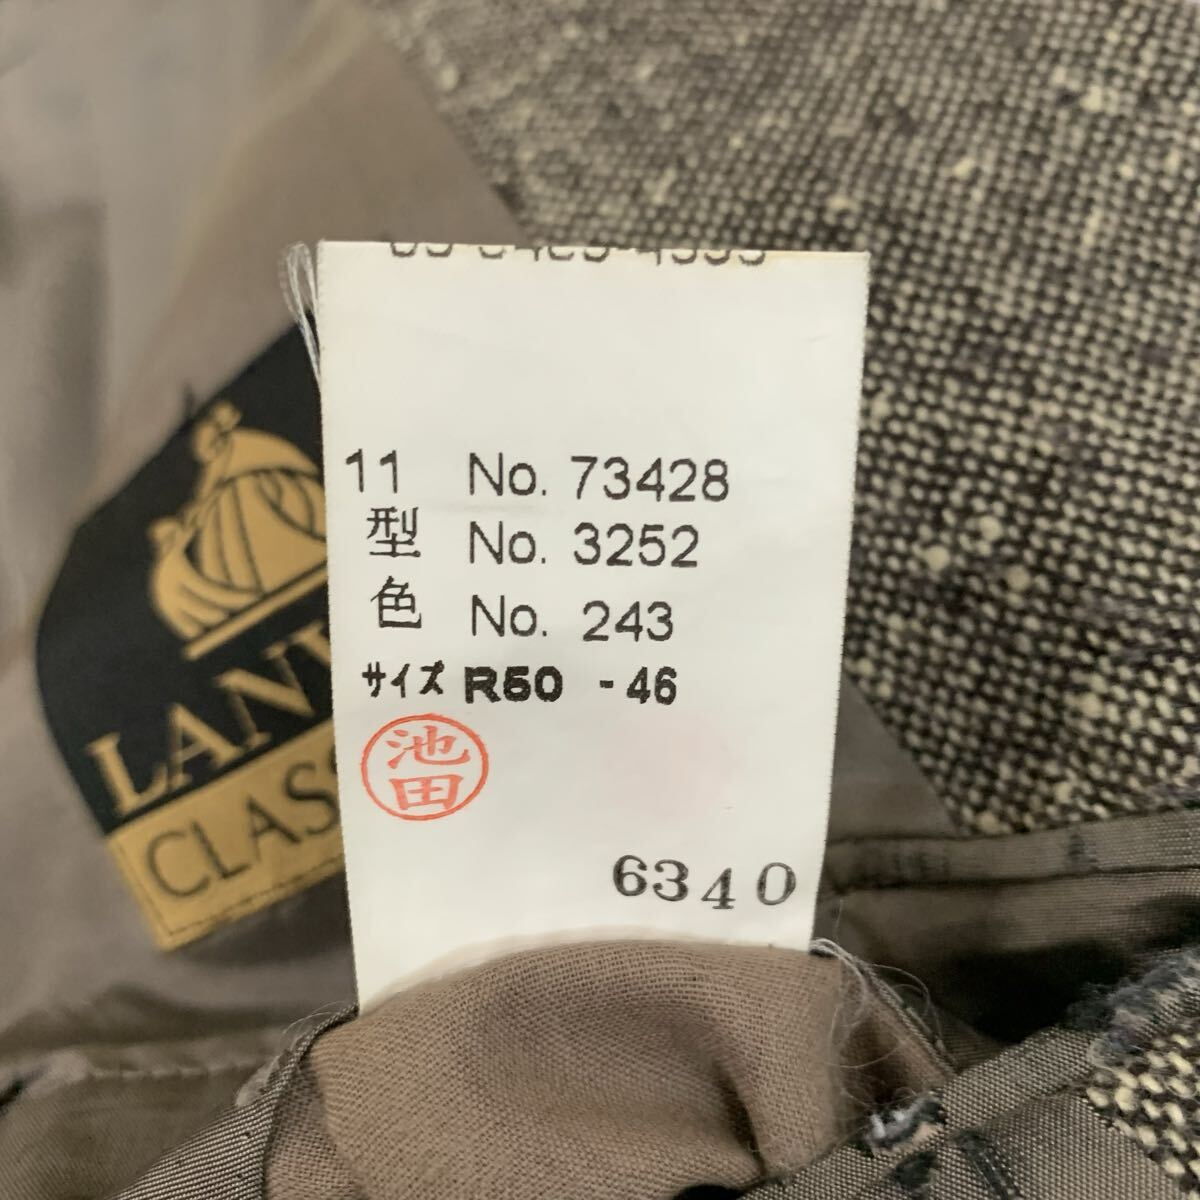 11 No. 73428
型 No. 3252
色 No. 243
サイズ R50 - 46
池田
6340
LAN
CLASS